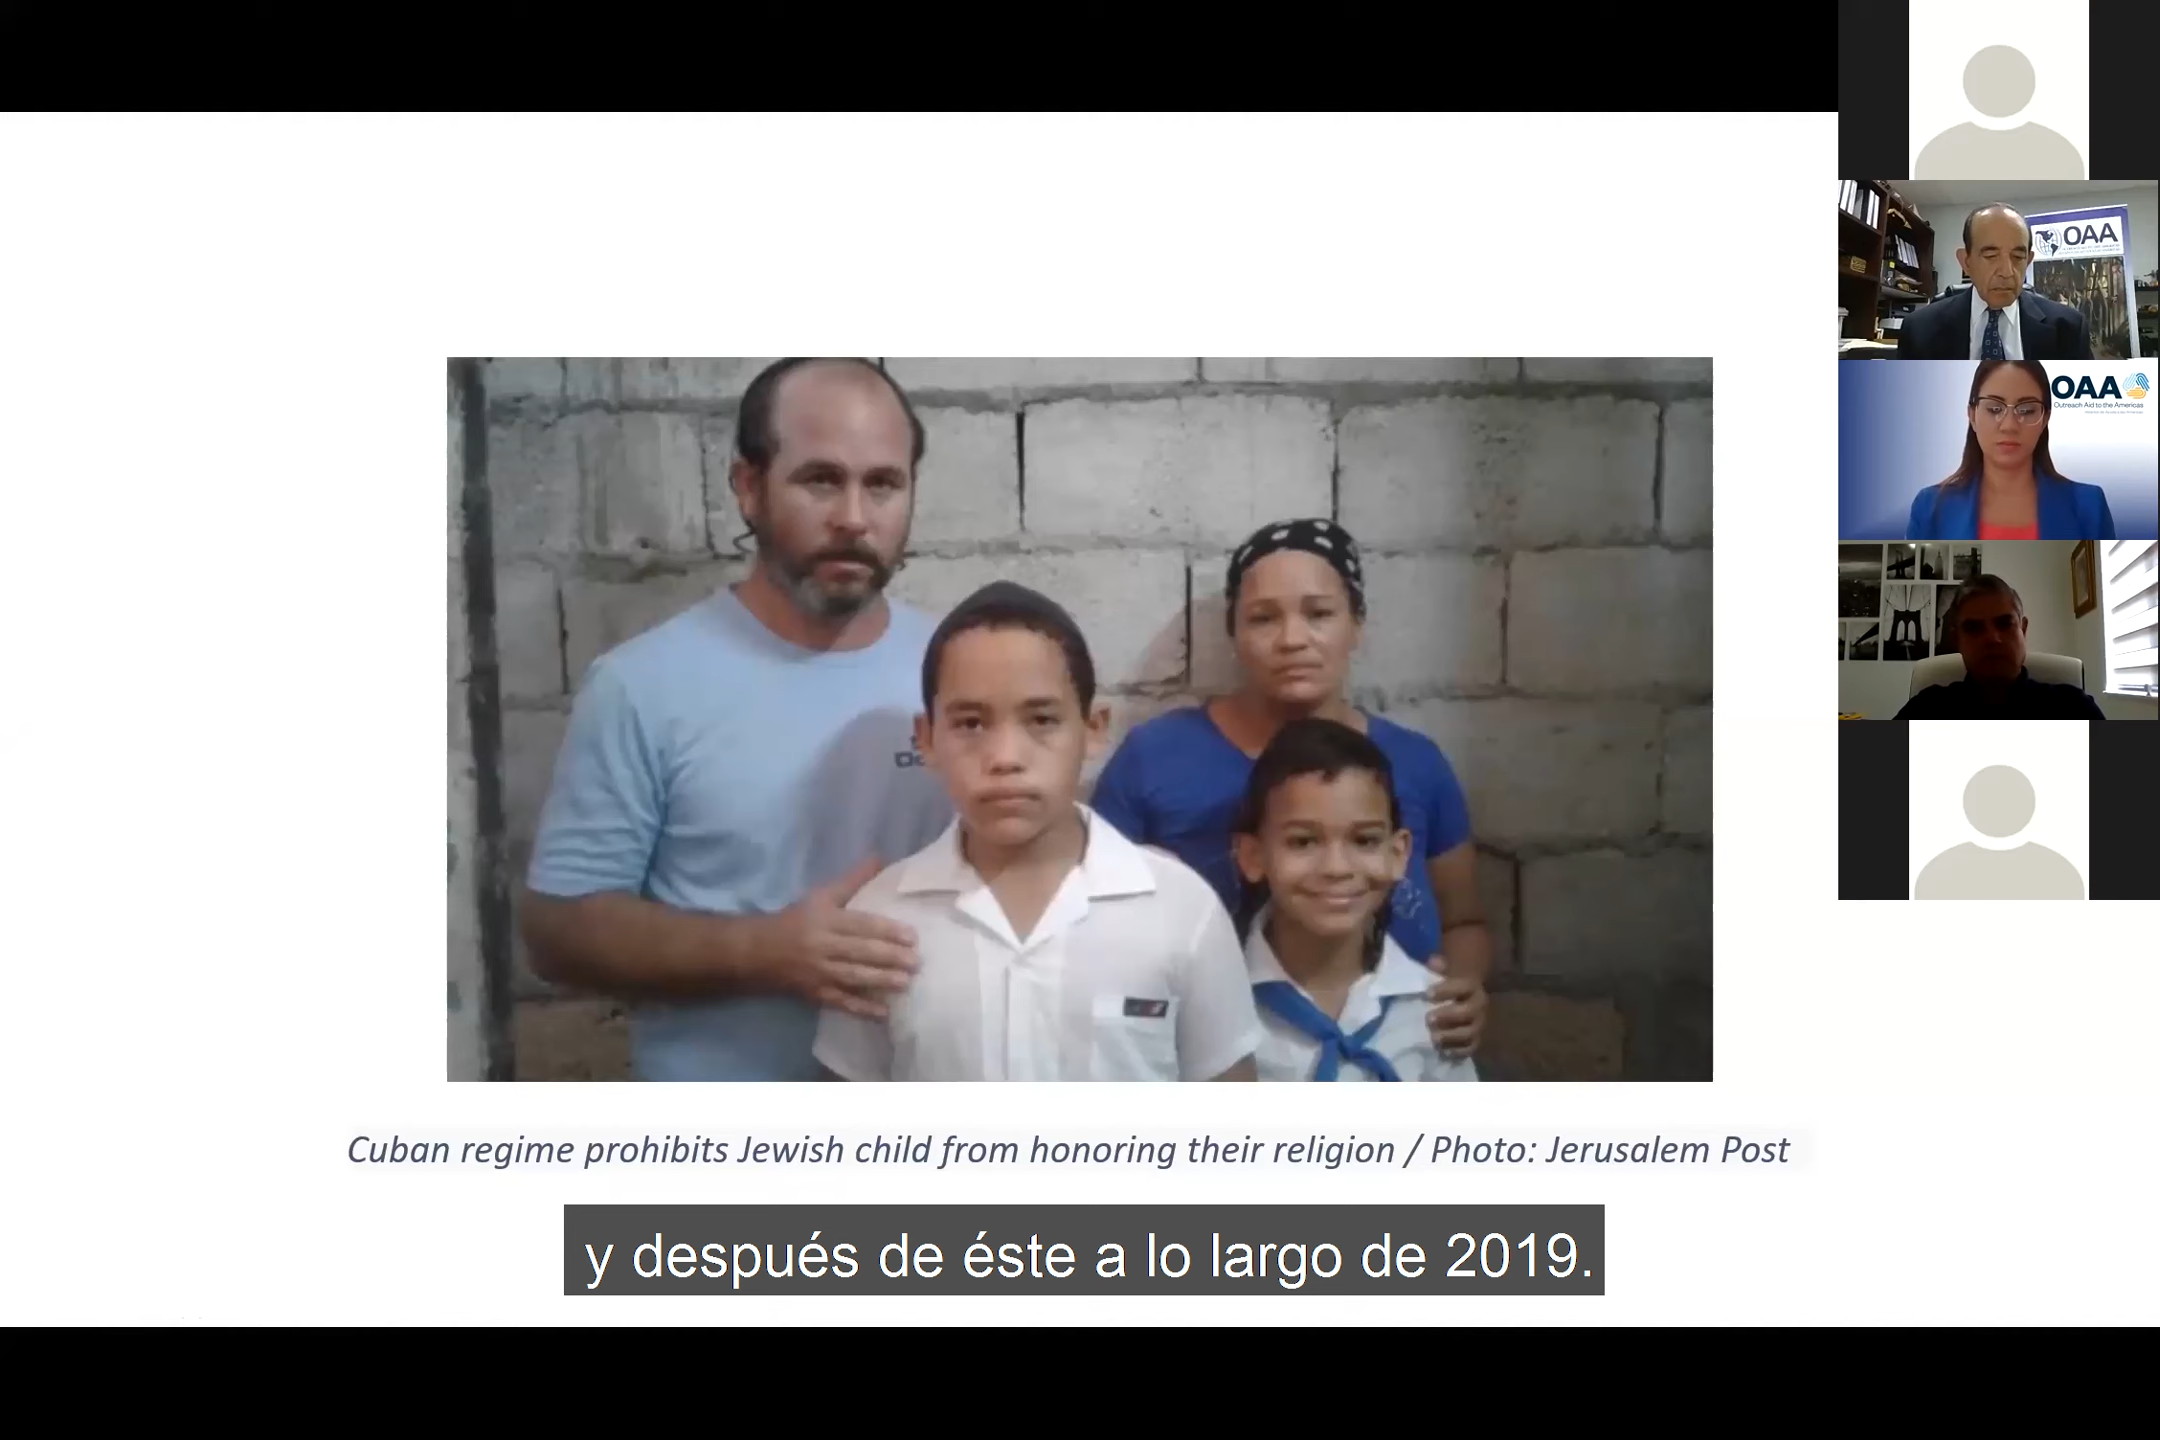 OAA
OAA
Outreach Aid to the Americas
Cuban regime prohibits Jewish child from honoring their religion / Photo: Jerusalem Post
y después de éste a lo largo de 2019.